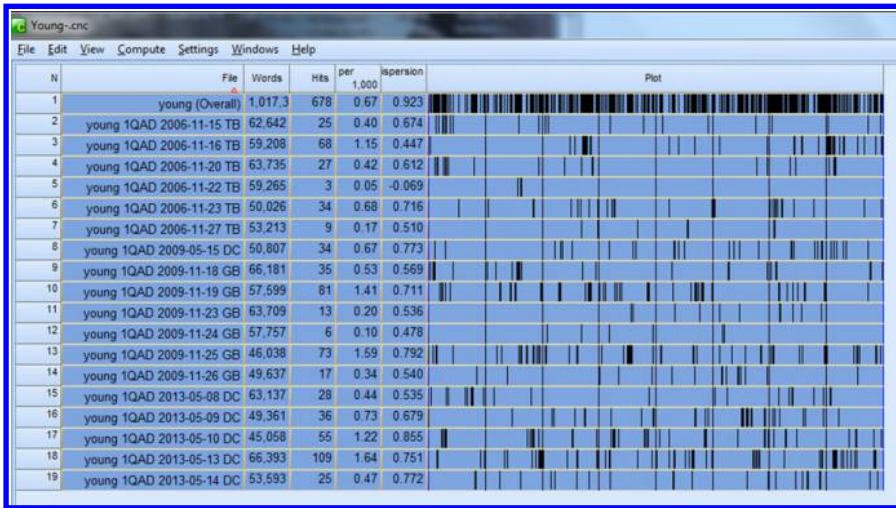 Young-.cnc
File Edit View Compute Settings Windows Help
N File Words Hits per 1,000 ispersion Plot
1 young (Overall) 1,017,3 678 0.67 0.923
2 young 1QAD 2006-11-15 TB 62,642 25 0.40 0.674
3 young 1QAD 2006-11-16 TB 59,208 68 1.15 0.447
4 young 1QAD 2006-11-20 TB 63,735 27 0.42 0.612
5 young 1QAD 2006-11-22 TB 59,265 3 0.05 -0.069
6 young 1QAD 2006-11-23 TB 50,026 34 0.68 0.716
7 young 1QAD 2006-11-27 TB 53,213 9 0.17 0.510
8 young 1QAD 2009-05-15 DC 50,807 34 0.67 0.773
9 young 1QAD 2009-11-18 GB 66,181 35 0.53 0.569
10 young 1QAD 2009-11-19 GB 57,599 81 1.41 0.711
11 young 1QAD 2009-11-23 GB 63,709 13 0.20 0.536
12 young 1QAD 2009-11-24 GB 57,757 6 0.10 0.478
13 young 1QAD 2009-11-25 GB 46,038 73 1.59 0.792
14 young 1QAD 2009-11-26 GB 49,637 17 0.34 0.540
15 young 1QAD 2013-05-08 DC 63,137 28 0.44 0.535
16 young 1QAD 2013-05-09 DC 49,361 36 0.73 0.679
17 young 1QAD 2013-05-10 DC 45,058 55 1.22 0.855
18 young 1QAD 2013-05-13 DC 66,393 109 1.64 0.751
19 young 1QAD 2013-05-14 DC 53,593 25 0.47 0.772